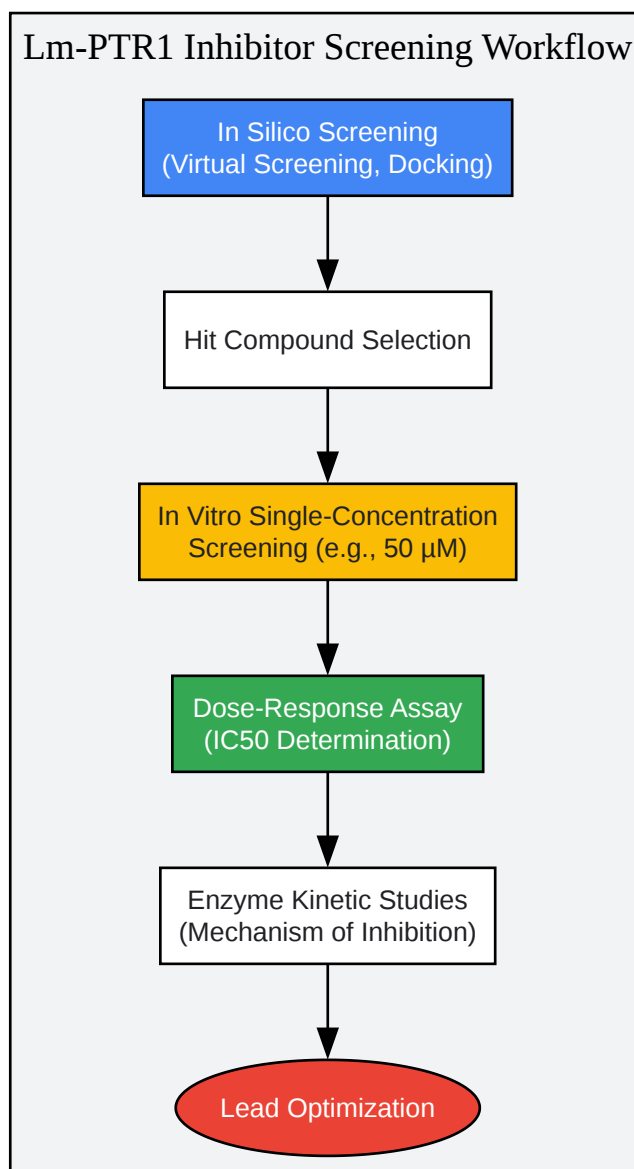 Lm-PTR1 Inhibitor Screening Workflow
In Silico Screening
(Virtual Screening, Docking)
Hit Compound Selection
In Vitro Single-Concentration
Screening (e.g., 50 µM)
Dose-Response Assay
(IC50 Determination)
Enzyme Kinetic Studies
(Mechanism of Inhibition)
Lead Optimization